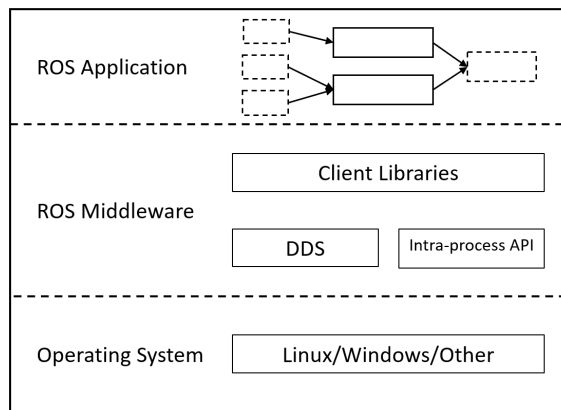 ROS Application
ROS Middleware
Client Libraries
DDS
Intra-process API
Operating System
Linux/Windows/Other